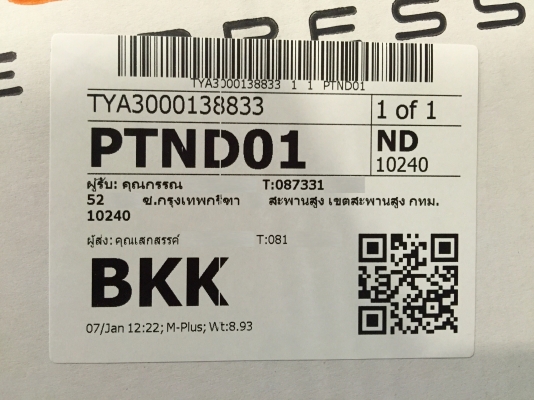 PRESS
TYA3000138833 1 1 PTND01
TYA3000138833
1 of 1
PTND01
ND
10240
ผู้รับ: คุณกรรณ T:087331
52 ซ.กรุงเทพกรีฑา สะพานสูง เขตสะพานสูง กทม.
10240
ผู้ส่ง: คุณเสกสรรค์ T:081
BKK
07/Jan 12:22; M-Plus; Wt:8.93